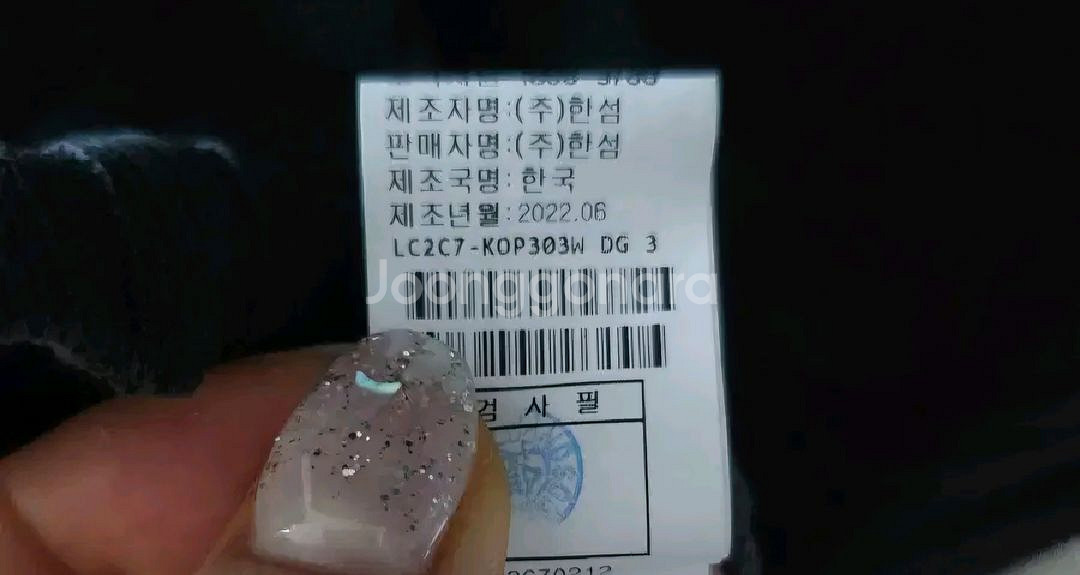 제조자명:(주)한섬
판매자명:(주)한섬
제조국명:한국
제조년월:2022.06
LC2C7-KOP303W DG 3
Joonggonara
검사필